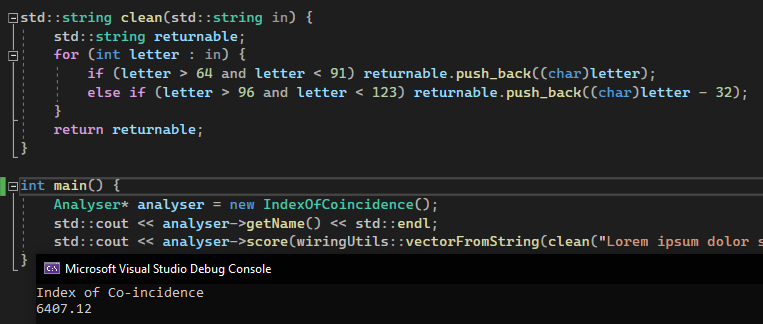 std::string clean(std::string in) {
    std::string returnable;
    for (int letter : in) {
        if (letter > 64 and letter < 91) returnable.push_back((char)letter);
        else if (letter > 96 and letter < 123) returnable.push_back((char)letter - 32);
    }
    return returnable;
}
int main() {
    Analyser* analyser = new IndexOfCoincidence();
    std::cout << analyser->getName() << std::endl;
    std::cout << analyser->score(wiringUtils::vectorFromString(clean("Lorem ipsum dolor s
}
Microsoft Visual Studio Debug Console
Index of Co-incidence
6407.12